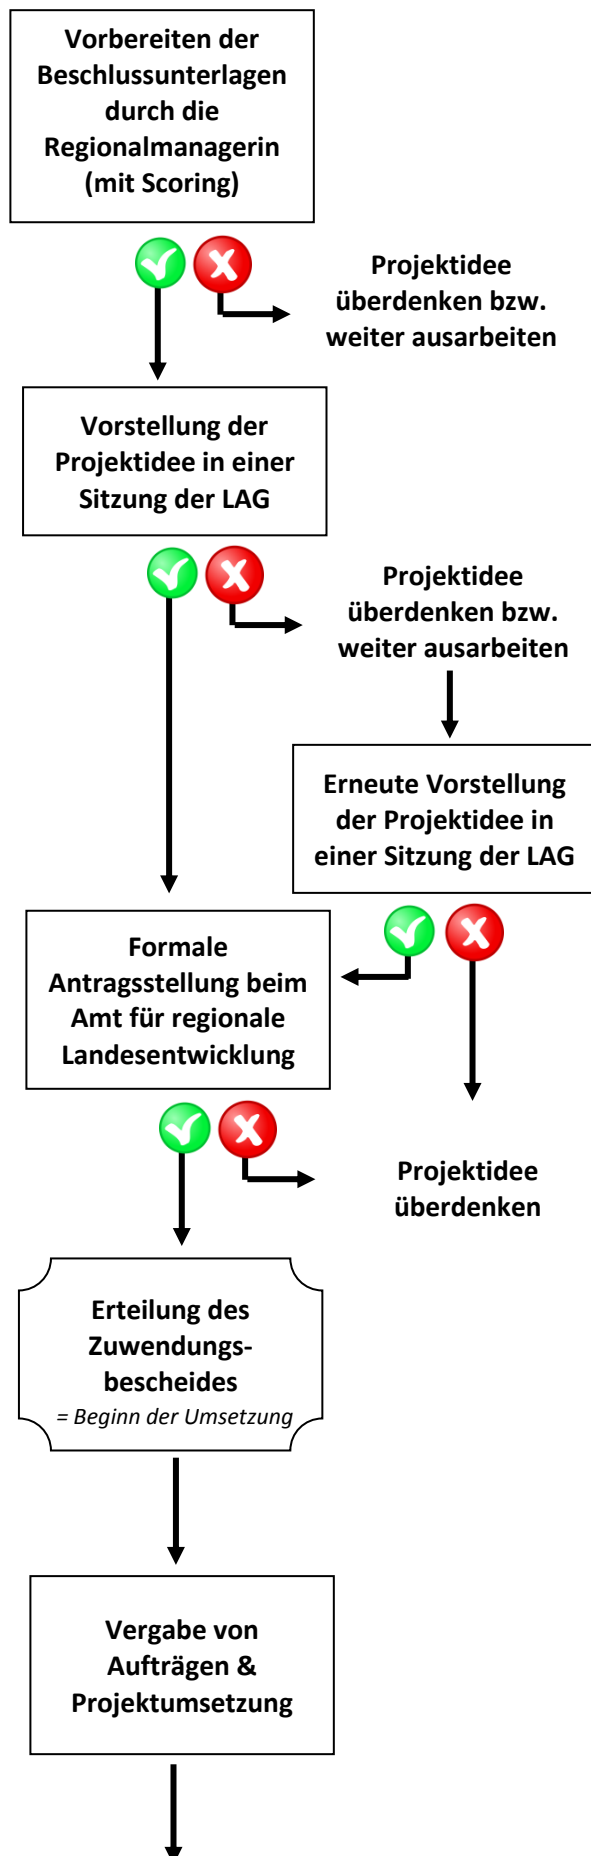 Vorbereiten der
Beschlussunterlagen
durch die
Regionalmanagerin
(mit Scoring)
Projektidee
überdenken bzw.
weiter ausarbeiten
Vorstellung der
Projektidee in einer
Sitzung der LAG
Projektidee
überdenken bzw.
weiter ausarbeiten
Erneute Vorstellung
der Projektidee in
einer Sitzung der LAG
Formale
Antragsstellung beim
Amt für regionale
Landesentwicklung
Projektidee
überdenken
Erteilung des
Zuwendungs-
bescheides
= Beginn der Umsetzung
Vergabe von
Aufträgen &
Projektumsetzung